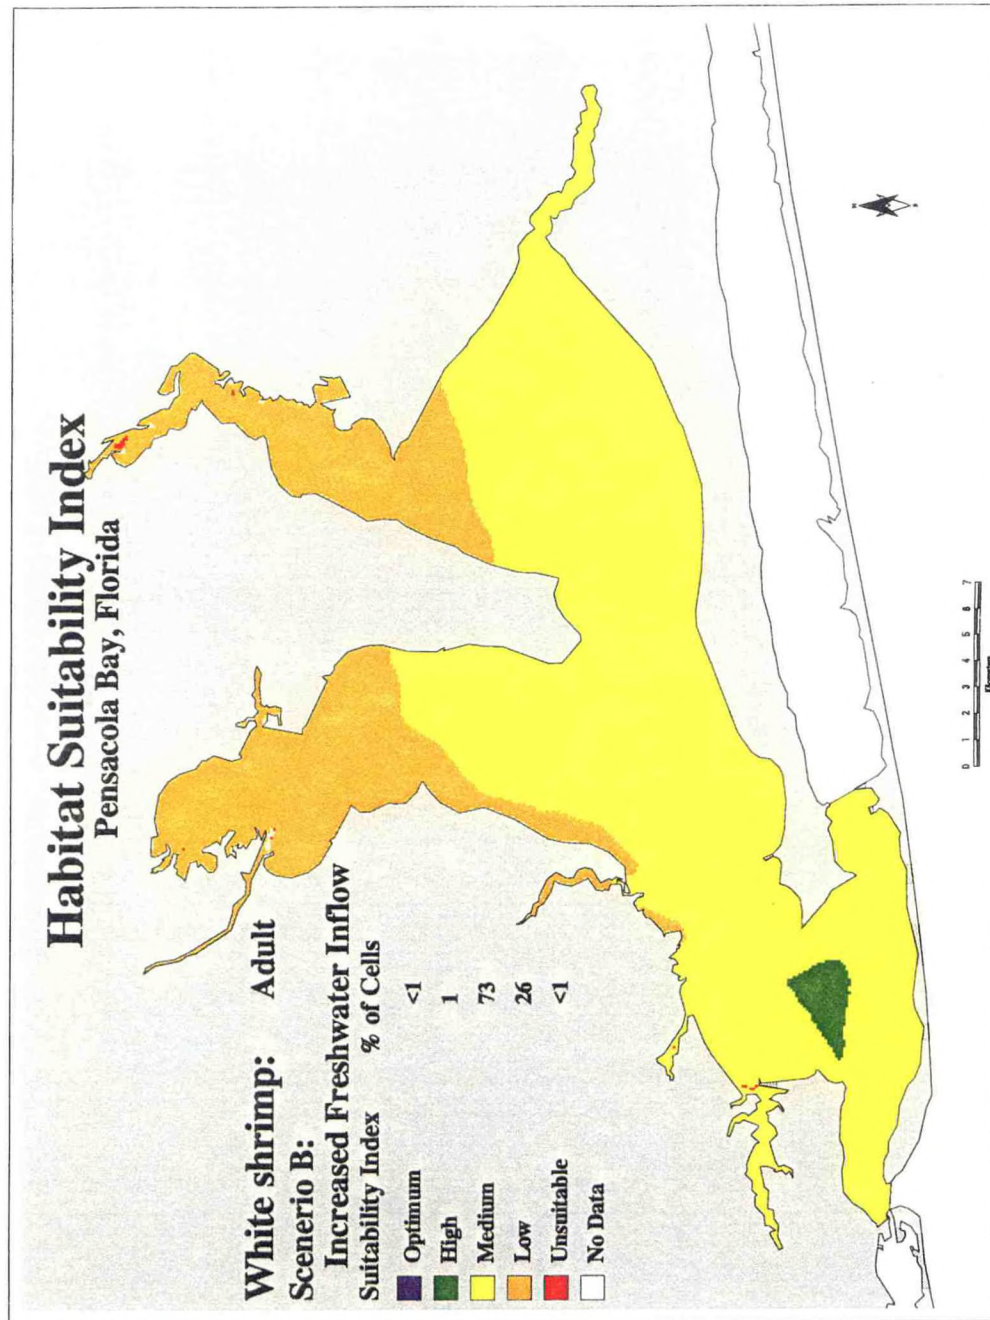 Habitat Suitability Index
Pensacola Bay, Florida
White shrimp: Adult
Scenerio B:
Increased Freshwater Inflow
Suitability Index % of Cells
Optimum <1
High 1
Medium 73
Low 26
Unsuitable <1
No Data
N
S
0 1 2 3 4 5 6 7